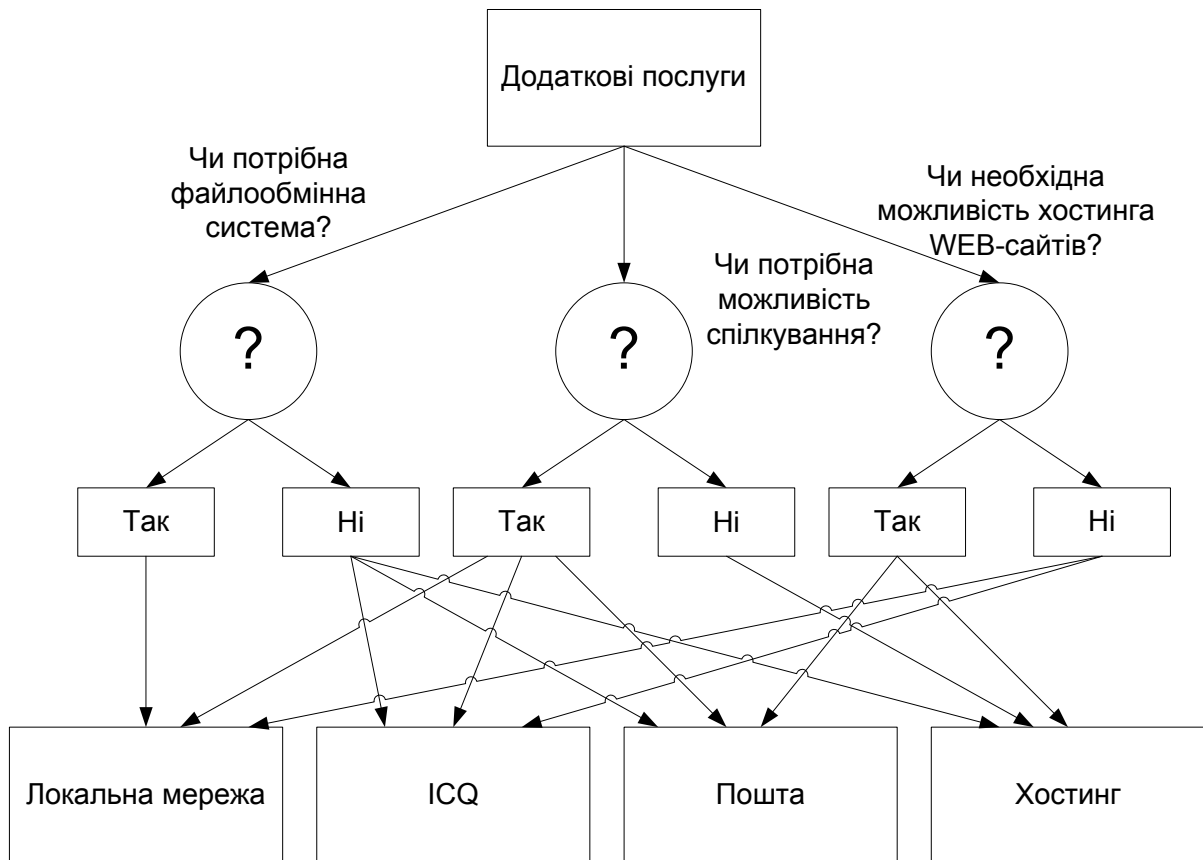 Додаткові послуги
Чи потрібна
файлообмінна
система?
Чи необхідна
можливість хостинга
WEB-сайтів?
Чи потрібна
можливість
спілкування?
?
?
?
Так
Ні
Так
Ні
Так
Ні
Локальна мережа
ICQ
Пошта
Хостинг